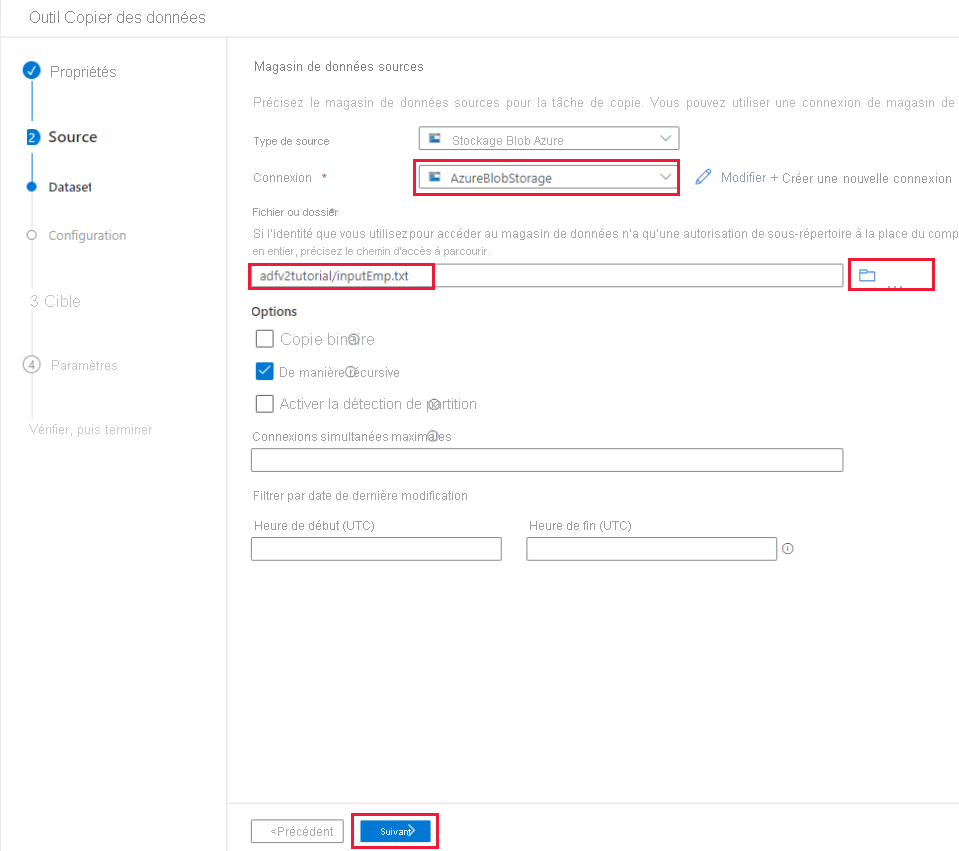 Outil Copier des données
Propriétés
2 Source
Dataset
Configuration
3 Cible
4 Paramètres
Vérifier, puis terminer
Magasin de données sources
Précisez le magasin de données sources pour la tâche de copie. Vous pouvez utiliser une connexion de magasin de
Type de source
Stockage Blob Azure
Connexion *
AzureBlobStorage
Modifier + Créer une nouvelle connexion
Fichier ou dossier*
Si l'identité que vous utilisez pour accéder au magasin de données n'a qu'une autorisation de sous-répertoire à la place du comp
en entier, précisez le chemin d'accès à parcourir.
adfv2tutorial/inputEmp.txt
...
Options
Copie binaire
De manière récursive
Activer la détection de partition
Connexions simultanées maximales
Filtrer par date de dernière modification
Heure de début (UTC)
Heure de fin (UTC)
<Précédent
Suivant>